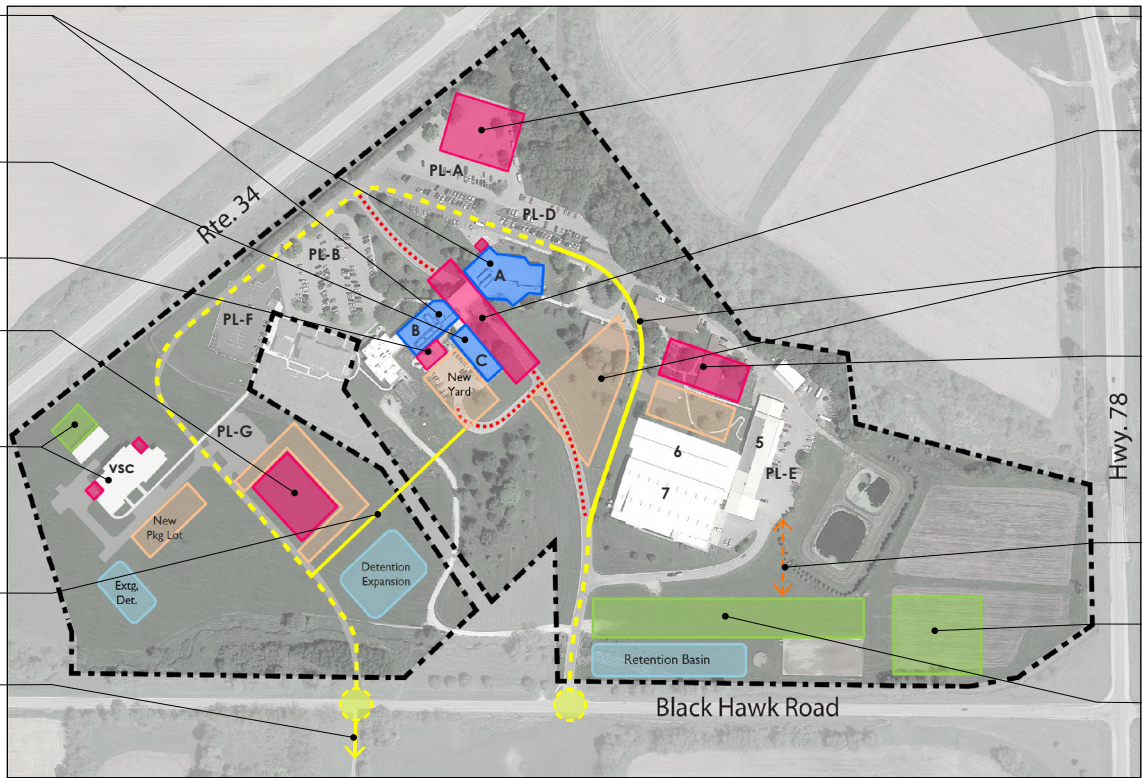 PL-A
Rte. 34
PL-D
PL-B
A
PL-F
B
C
New
Yard
Hwy. 78
PL-G
6
5
VSC
PL-E
7
New
Pkg Lot
Detention
Expansion
Extg,
Det.
Retention Basin
Black Hawk Road